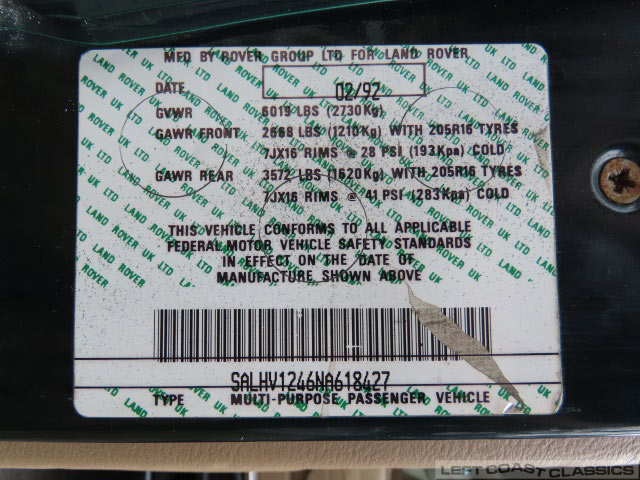 MFD BY ROVER GROUP LTD FOR LAND ROVER
DATE 02/92
GVWR 6019 LBS (2730Kg)
GAWR FRONT 2668 LBS (1210Kg) WITH 205R16 TYRES
7JX16 RIMS @ 28 PSI (193Kpa) COLD
GAWR REAR 3572 LBS (1620Kg) WITH 205R16 TYRES
7JX16 RIMS @ 41 PSI (283Kpa) COLD
THIS VEHICLE CONFORMS TO ALL APPLICABLE
FEDERAL MOTOR VEHICLE SAFETY STANDARDS
IN EFFECT ON THE DATE OF
MANUFACTURE SHOWN ABOVE
SALHV1246NA618427
TYPE MULTI-PURPOSE PASSENGER VEHICLE
LEFT COAST CLASSICS